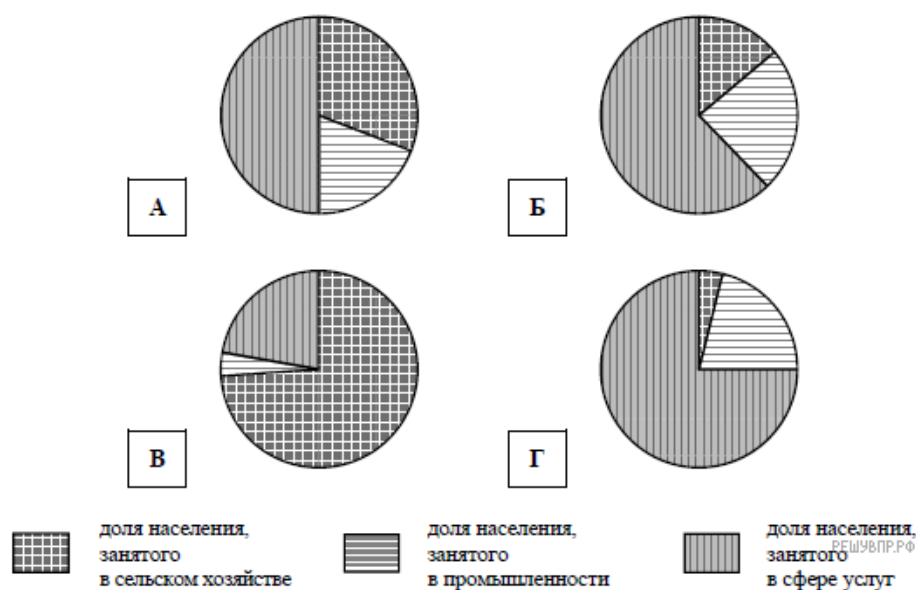 А
Б
В
Г
доля населения,
занятого
в сельском хозяйстве
доля населения,
занятого
в промышленности
доля населения,
занятого
в сфере услуг
РЕШУВПР.РФ